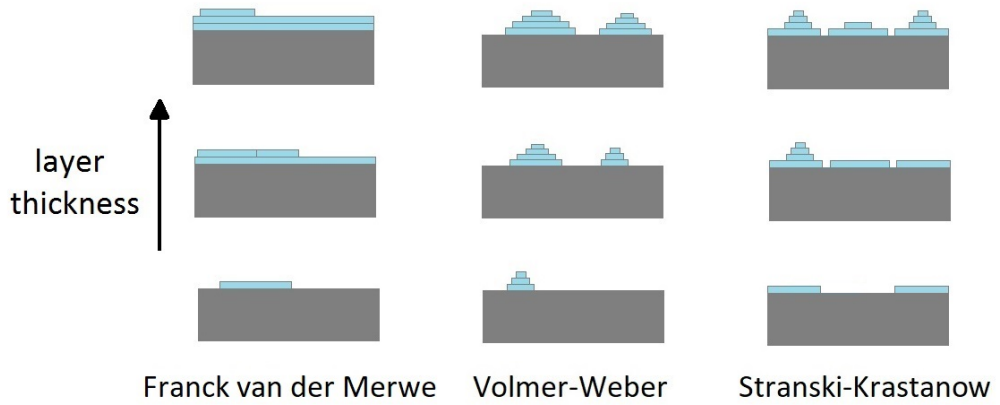 layer
thickness
Franck van der Merwe
Volmer-Weber
Stranski-Krastanow